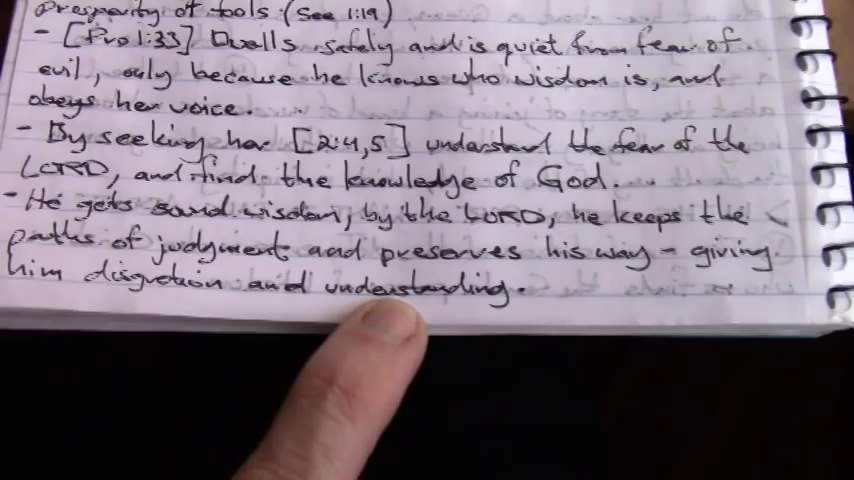 Prosperity of fools (see 1:19)
- [Pro 1:33] Dwells safely and is quiet from fear of
evil, only because he knows who wisdom is, and
obeys her voice.
- By seeking her [2:4,5] understand the fear of the
LORD, and find the knowledge of God.
- He gets sound wisdom, by the LORD, he keeps the
paths of judgment and preserves his way - giving
him disgretion and understanding.